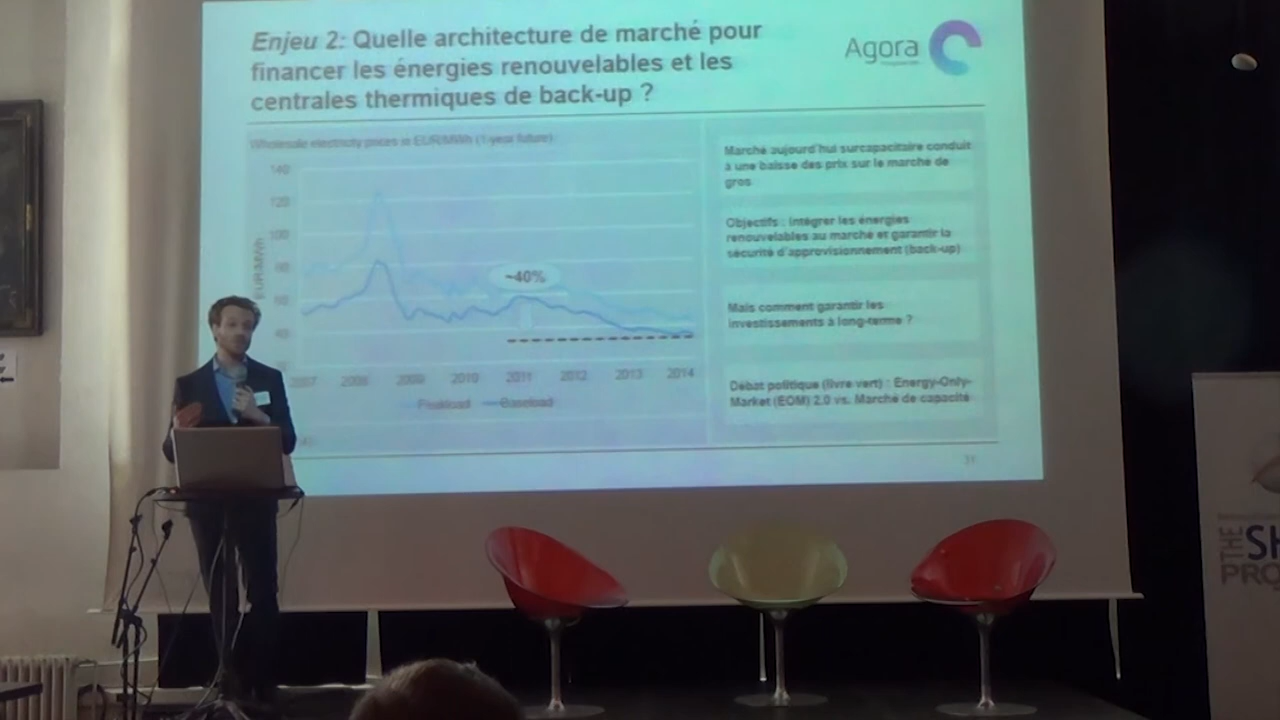 Enjeu 2: Quelle architecture de marché pour
financer les énergies renouvelables et les
centrales thermiques de back-up ?
Agora
Wholesale electricity prices in EUR/MWh (1-year future)
140
120
100
80
60
40
EUR/MWh
~40%
2007 2008 2009 2010 2011 2012 2013 2014
Peakload Baseload
Marché aujourd'hui surcapacitaire conduit
à une baisse des prix sur le marché de
gros
Objectifs : Intégrer les énergies
renouvelables au marché et garantir la
sécurité d'approvisionnement (back-up)
Mais comment garantir les
investissements à long-terme ?
Débat politique (livre vert) : Energy-Only-
Market (EOM) 2.0 vs. Marché de capacité
31
THE